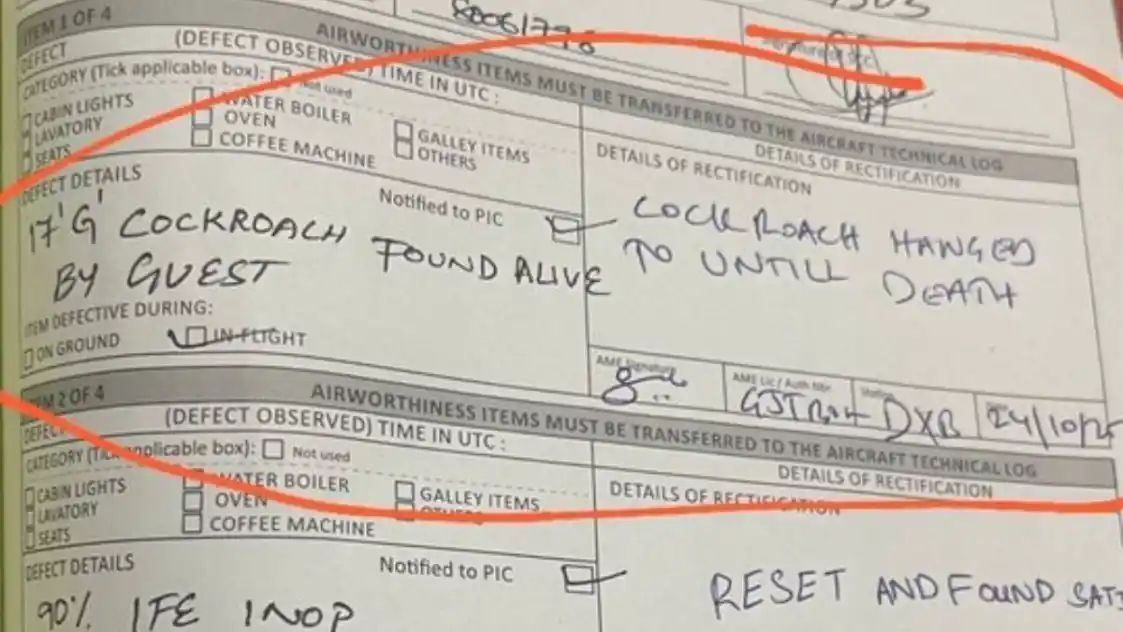 80061796
ITEM 1 OF 4
AIRWORTHINESS ITEMS MUST BE TRANSFERRED TO THE AIRCRAFT TECHNICAL LOG
DEFECT
(DEFECT OBSERVED) TIME IN UTC :
DETAILS OF RECTIFICATION
CATEGORY (Tick applicable box):
Not used
DETAILS OF RECTIFICATION
CABIN LIGHTS
WATER BOILER
LAVATORY
OVEN
GALLEY ITEMS
SEATS
COFFEE MACHINE
OTHERS
DEFECT DETAILS
Notified to PIC
17'G' COCKROACH FOUND ALIVE
BY GUEST
COCKROACH HANGED
TO UNTILL DEATH
ITEM DEFECTIVE DURING:
ON GROUND
IN-FLIGHT
AME Signature
AME Lic / Auth Nbr
DXB
24/10/25
ITEM 2 OF 4
AIRWORTHINESS ITEMS MUST BE TRANSFERRED TO THE AIRCRAFT TECHNICAL LOG
DEFECT
(DEFECT OBSERVED) TIME IN UTC :
DETAILS OF RECTIFICATION
CATEGORY (Tick applicable box):
Not used
DETAILS OF RECTIFICATION
CABIN LIGHTS
WATER BOILER
LAVATORY
OVEN
GALLEY ITEMS
SEATS
COFFEE MACHINE
OTHERS
DEFECT DETAILS
Notified to PIC
90% IFE INOP
RESET AND FOUND